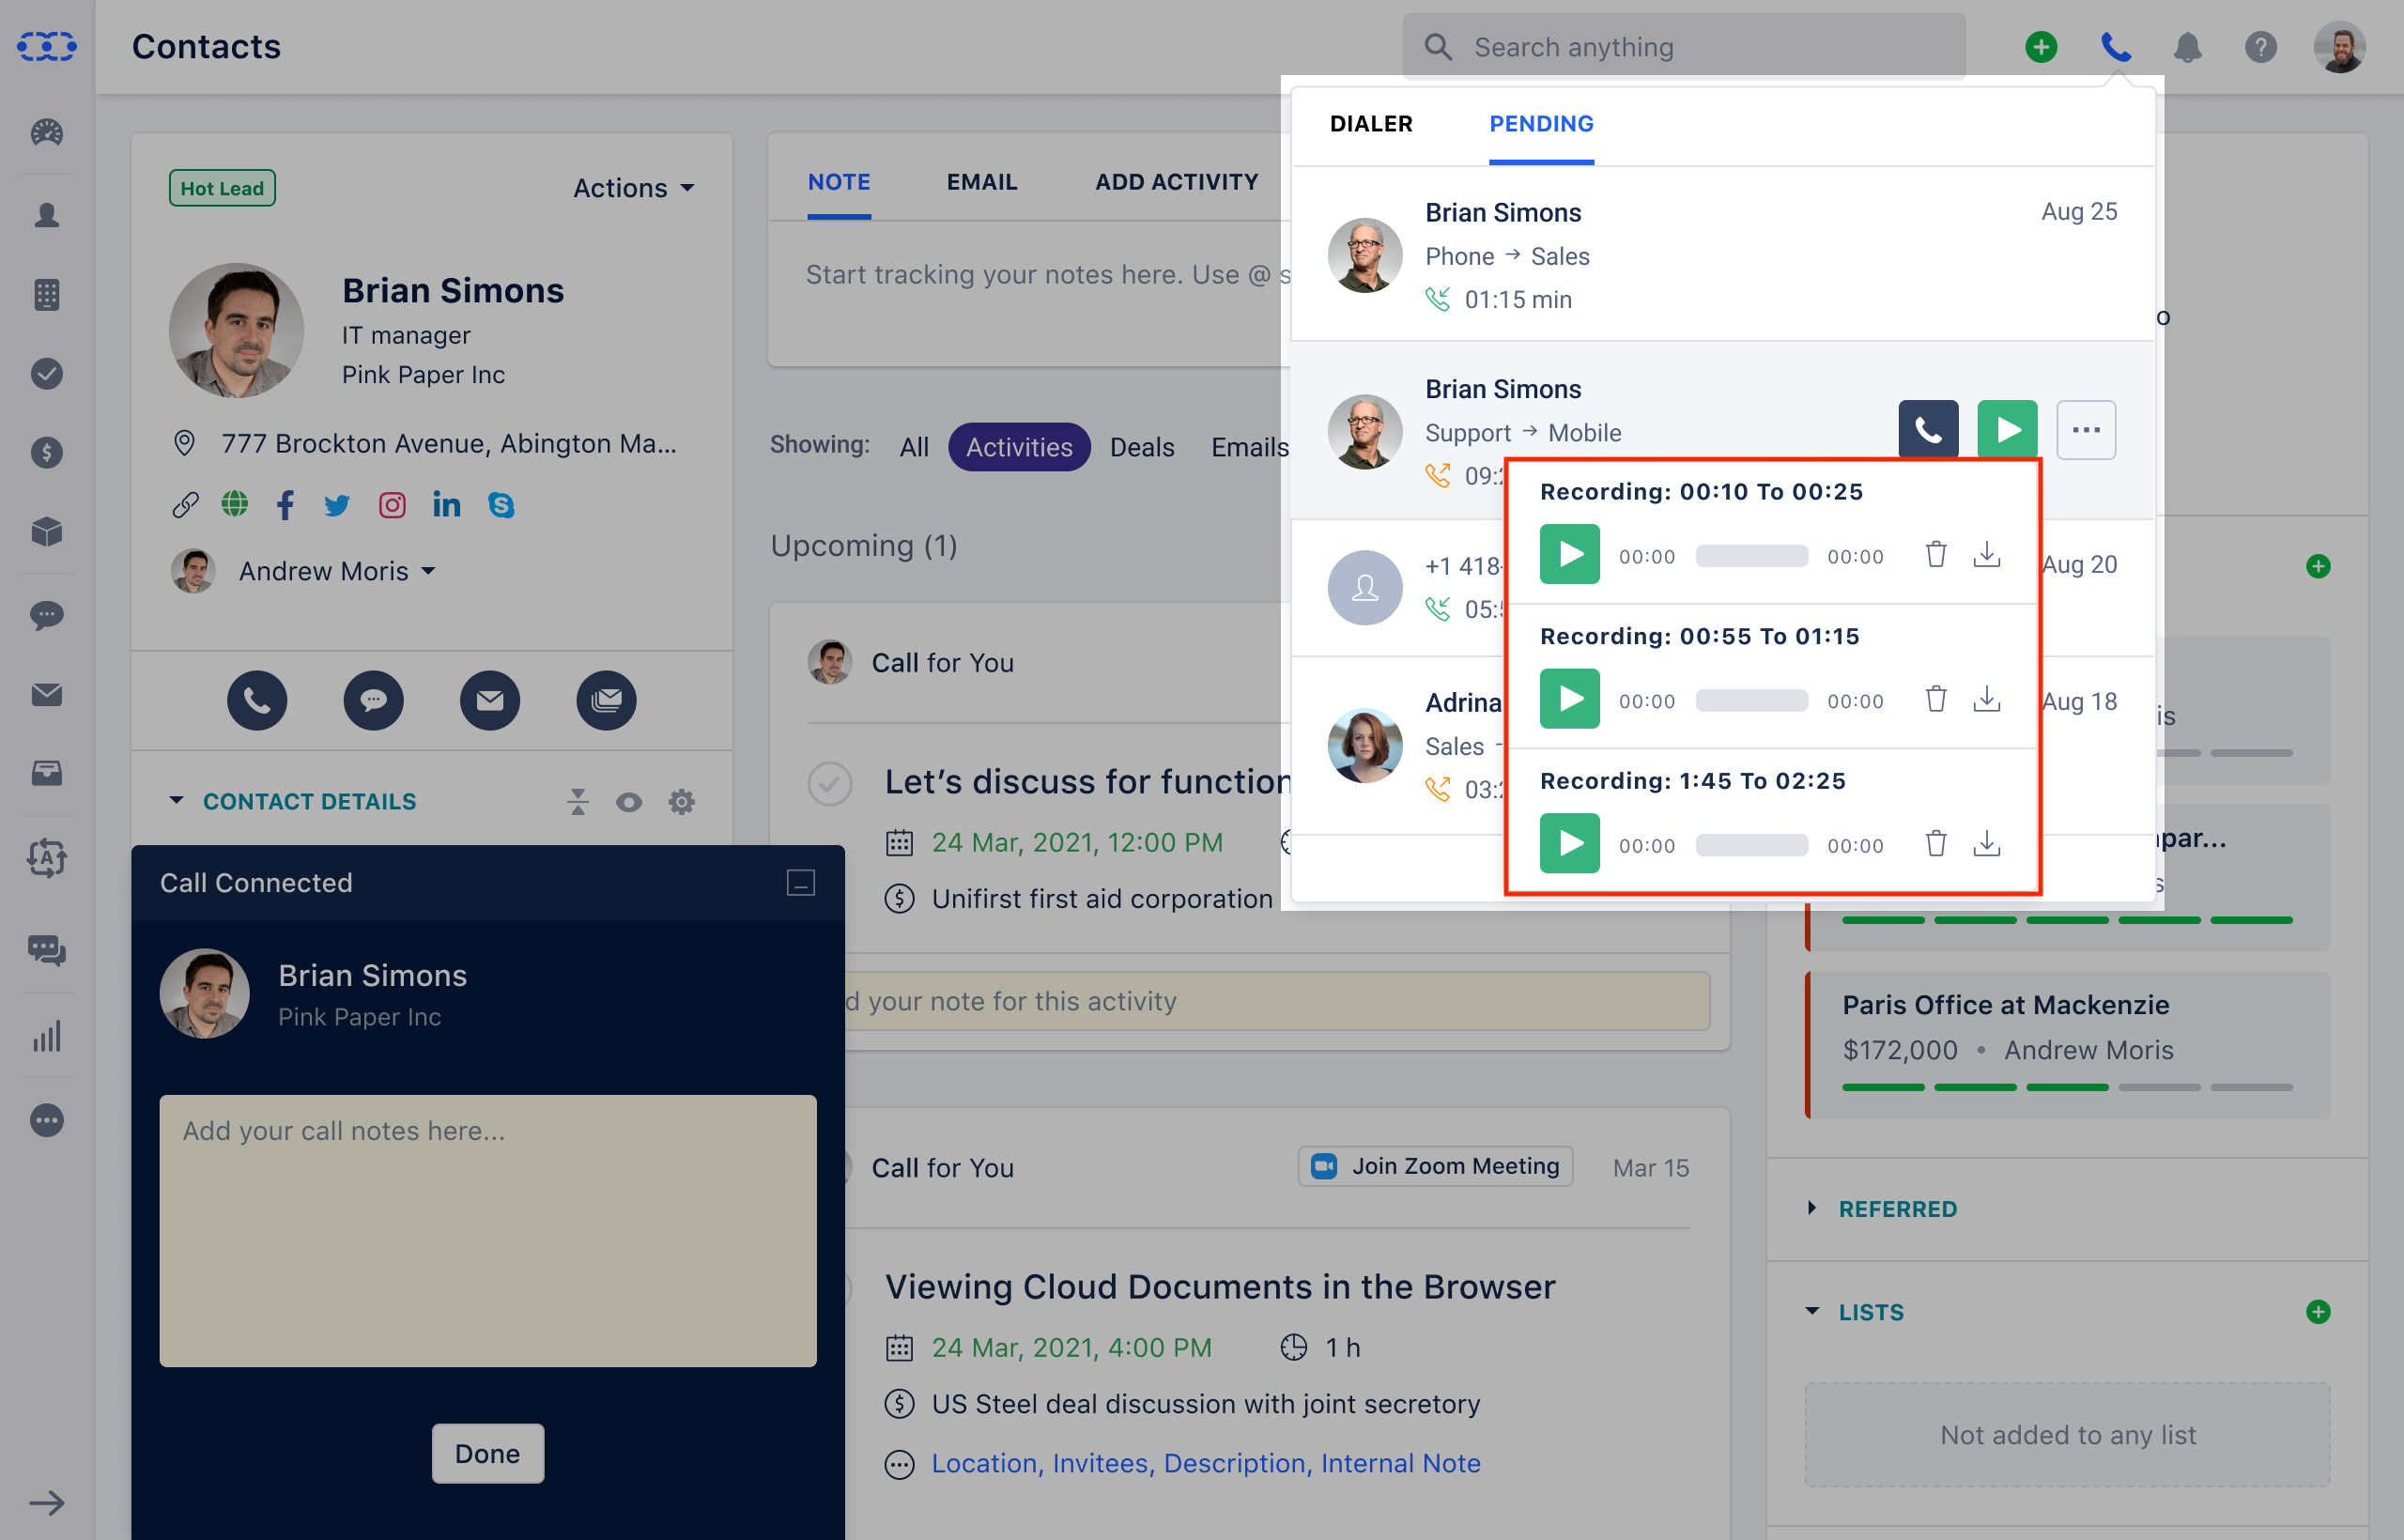 Contacts
Search anything
Hot Lead
Actions
Brian Simons
IT manager
Pink Paper Inc
777 Brockton Avenue, Abington Ma...
Andrew Moris
CONTACT DETAILS
Call Connected
Brian Simons
Pink Paper Inc
Add your call notes here...
Done
NOTE
EMAIL
ADD ACTIVITY
Start tracking your notes here. Use @ s
Showing:
All
Activities
Deals
Emails
Upcoming (1)
Call for You
Let’s discuss for function
24 Mar, 2021, 12:00 PM
Unifirst first aid corporation
d your note for this activity
Call for You
Join Zoom Meeting
Mar 15
Viewing Cloud Documents in the Browser
24 Mar, 2021, 4:00 PM
1 h
US Steel deal discussion with joint secretory
Location, Invitees, Description, Internal Note
DIALER
PENDING
Brian Simons
Aug 25
Phone → Sales
01:15 min
Brian Simons
Support → Mobile
09:2
+1 418-
Aug 20
05:5
Adrina
Aug 18
Sales
03:2
Recording: 00:10 To 00:25
00:00
00:00
Recording: 00:55 To 01:15
00:00
00:00
Recording: 1:45 To 02:25
00:00
00:00
o
is
par...
s
Paris Office at Mackenzie
$172,000 • Andrew Moris
REFERRED
LISTS
Not added to any list